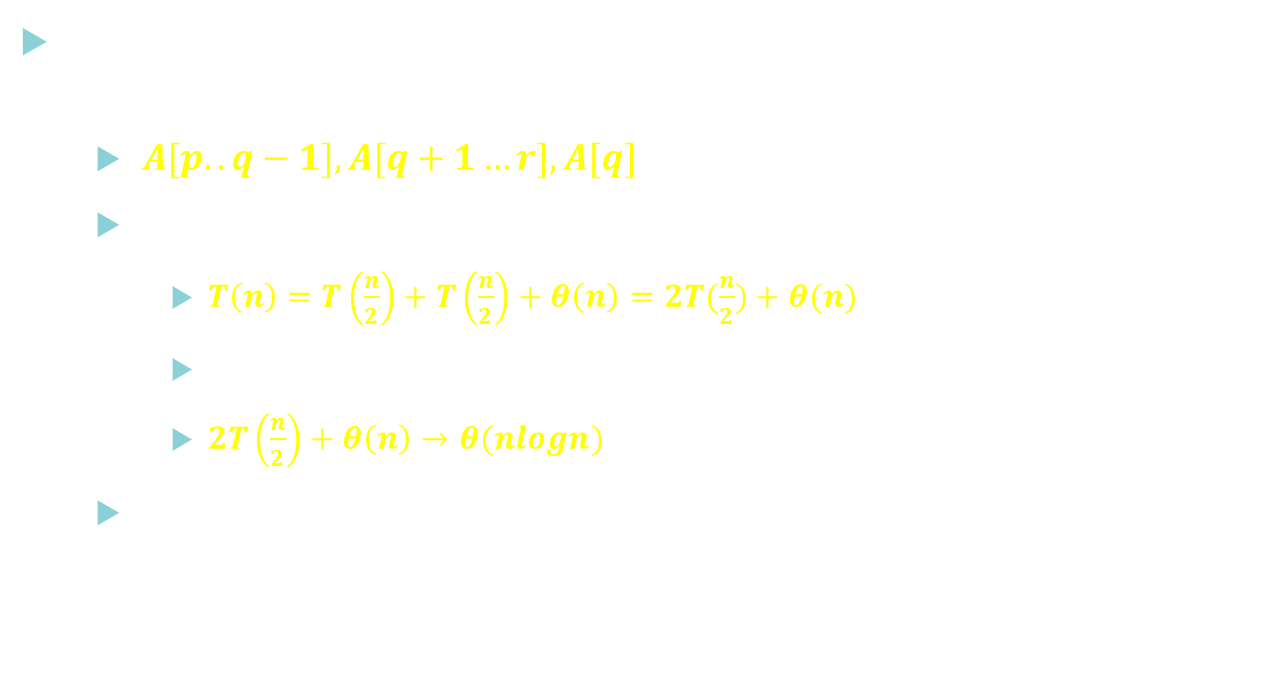 A[p. . q − 1], A[q + 1 … r], A[q]
T(n) = T(n/2) + T(n/2) + θ(n) = 2T(n/2) + θ(n)
2T(n/2) + θ(n) → θ(nlogn)